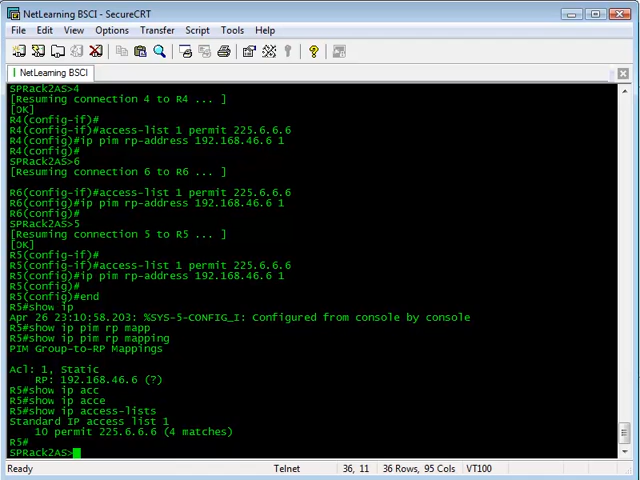 NetLearning BSCI - SecureCRT
File Edit View Options Transfer Script Tools Help
NetLearning BSCI
SPRack2AS>4
[Resuming connection 4 to R4 ... ]
[OK]
R4(config-if)#
R4(config-if)#access-list 1 permit 225.6.6.6
R4(config)#ip pim rp-address 192.168.46.6 1
R4(config)#
SPRack2AS>6
[Resuming connection 6 to R6 ... ]
R6(config-if)#access-list 1 permit 225.6.6.6
R6(config)#ip pim rp-address 192.168.46.6 1
R6(config)#
SPRack2AS>5
[Resuming connection 5 to R5 ... ]
[OK]
R5(config-if)#
R5(config-if)#access-list 1 permit 225.6.6.6
R5(config)#ip pim rp-address 192.168.46.6 1
R5(config)#
R5(config)#end
R5#show ip
Apr 26 23:10:58.203: %SYS-5-CONFIG_I: Configured from console by console
R5#show ip pim rp mapp
R5#show ip pim rp mapping
PIM Group-to-RP Mappings
Acl: 1, Static
RP: 192.168.46.6 (?)
R5#show ip acc
R5#show ip acce
R5#show ip access-lists
Standard IP access list 1
10 permit 225.6.6.6 (4 matches)
R5#
SPRack2AS>
Ready Telnet 36, 11 36 Rows, 95 Cols VT100